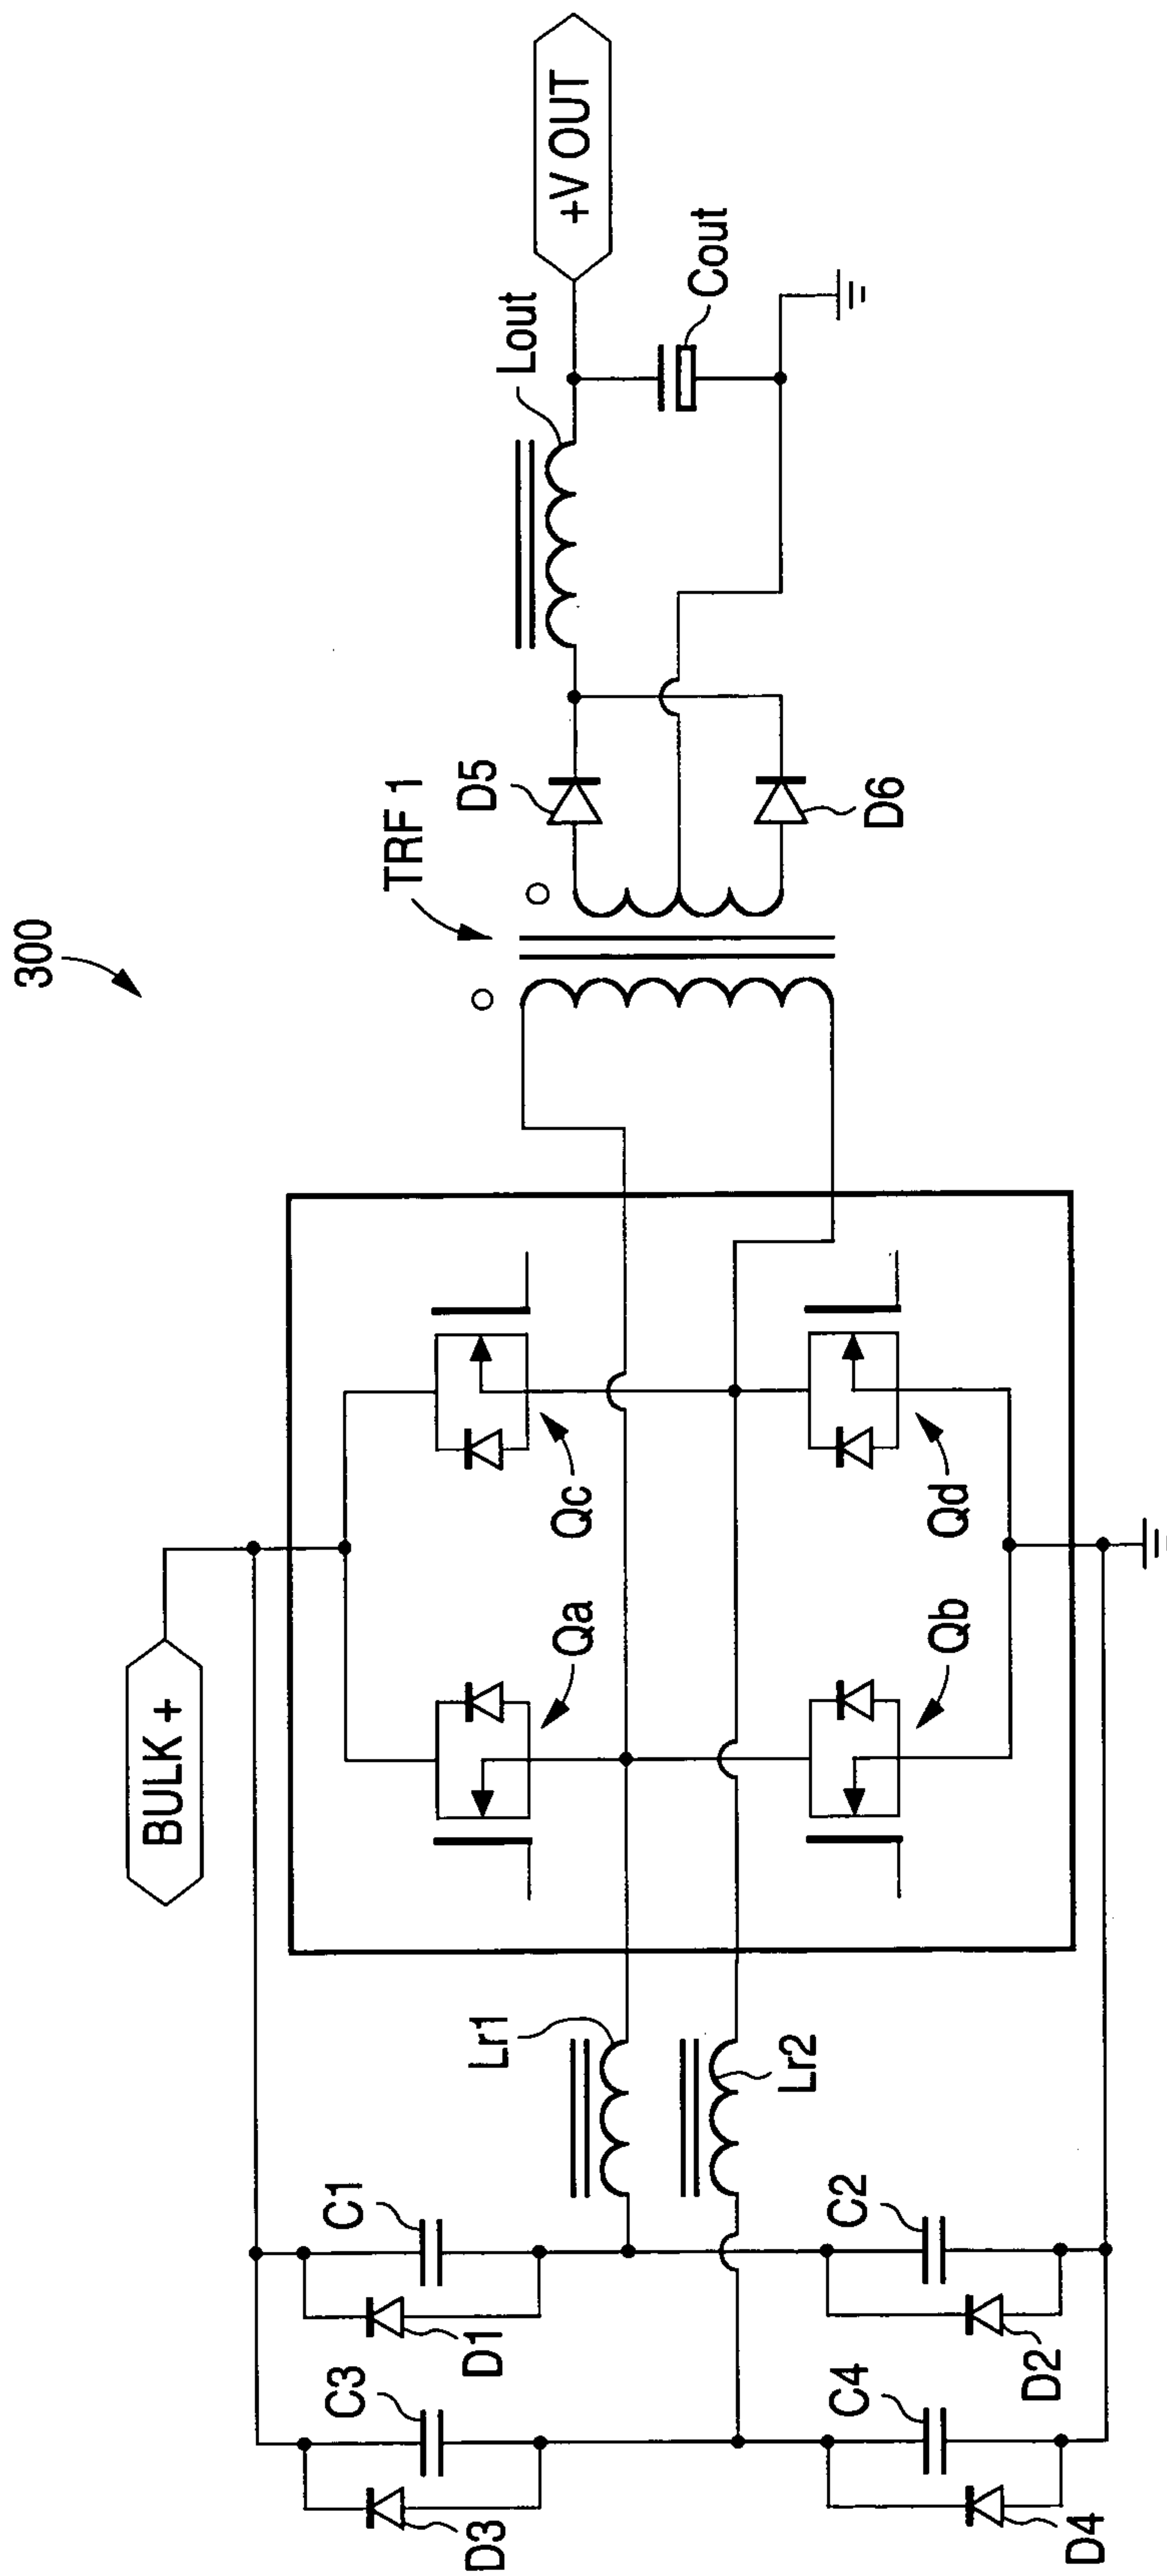 300
BULK +
+V OUT
Lout
Cout
TRF 1
D5
D6
Qa
Qc
Qb
Qd
Lr1
Lr2
C1
D1
C3
D3
C2
D2
C4
D4